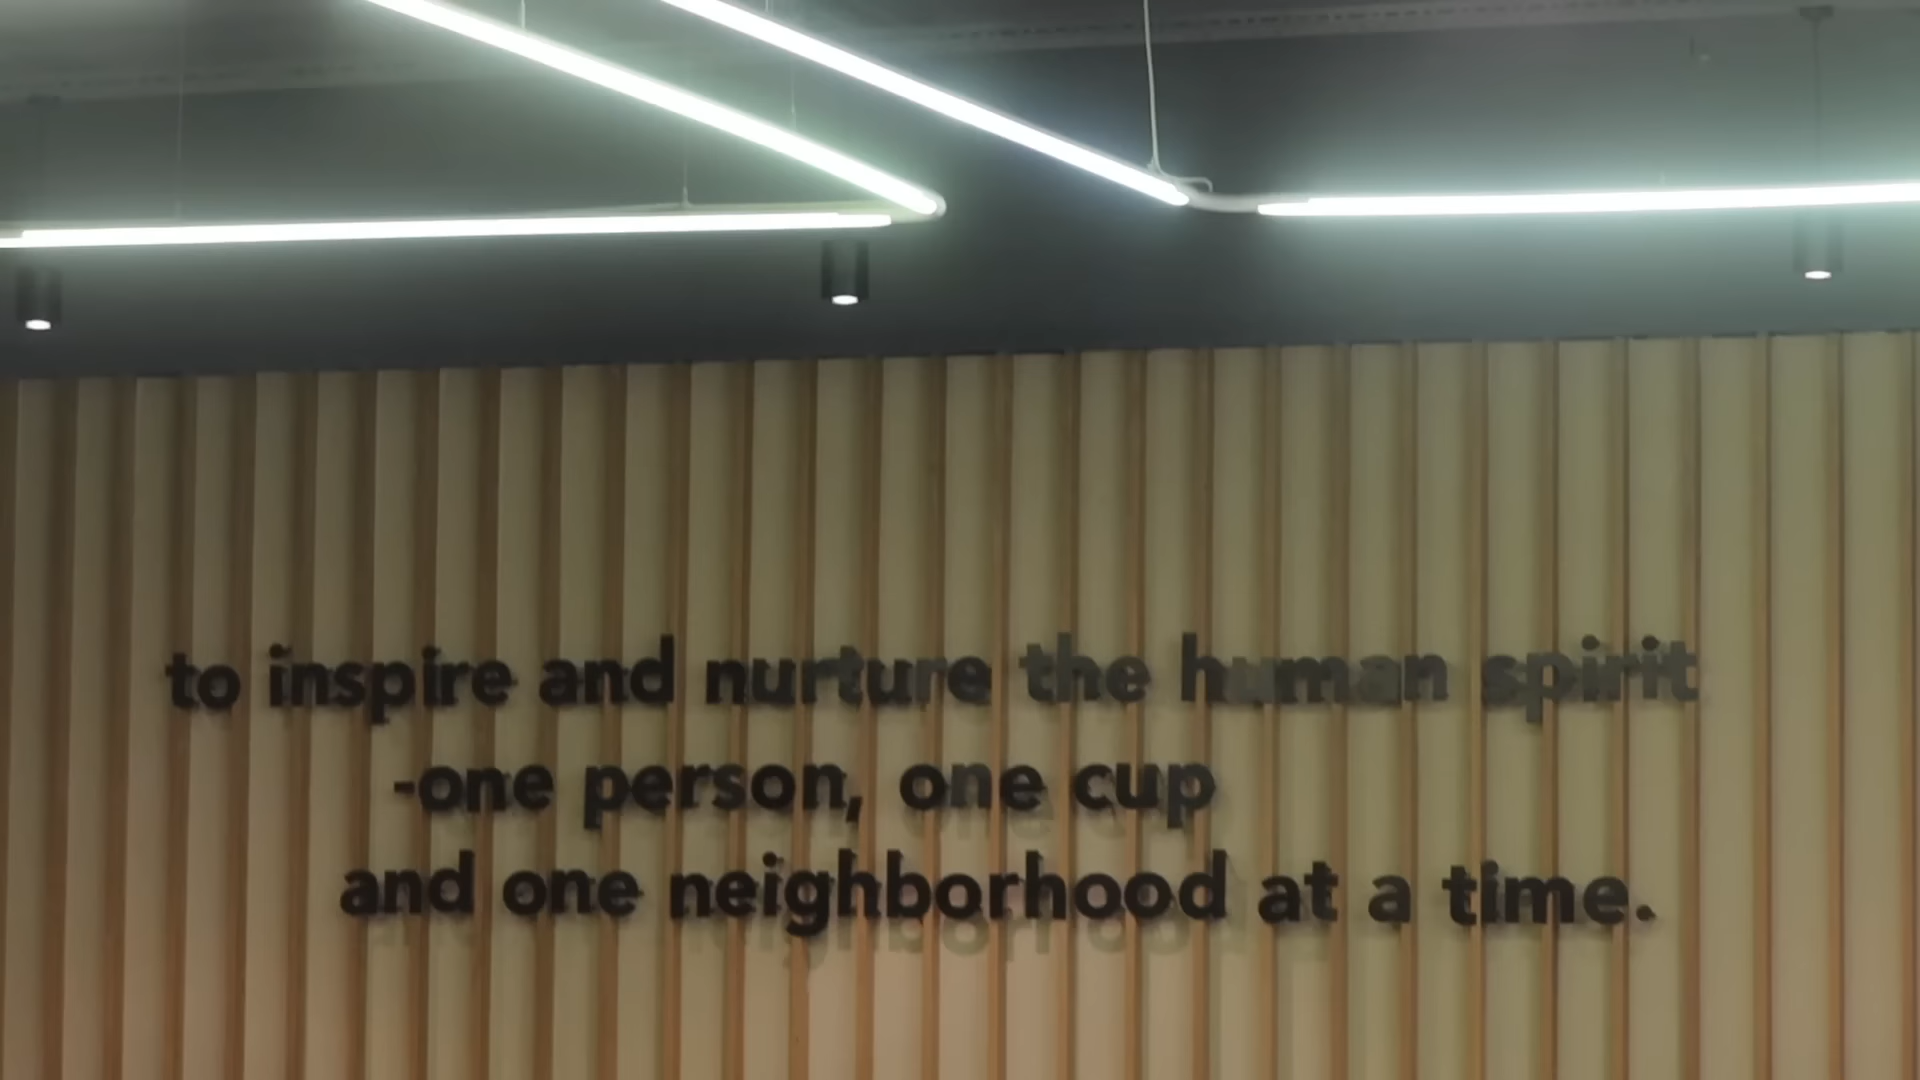 to inspire and nurture the human spirit
-one person, one cup
and one neighborhood at a time.